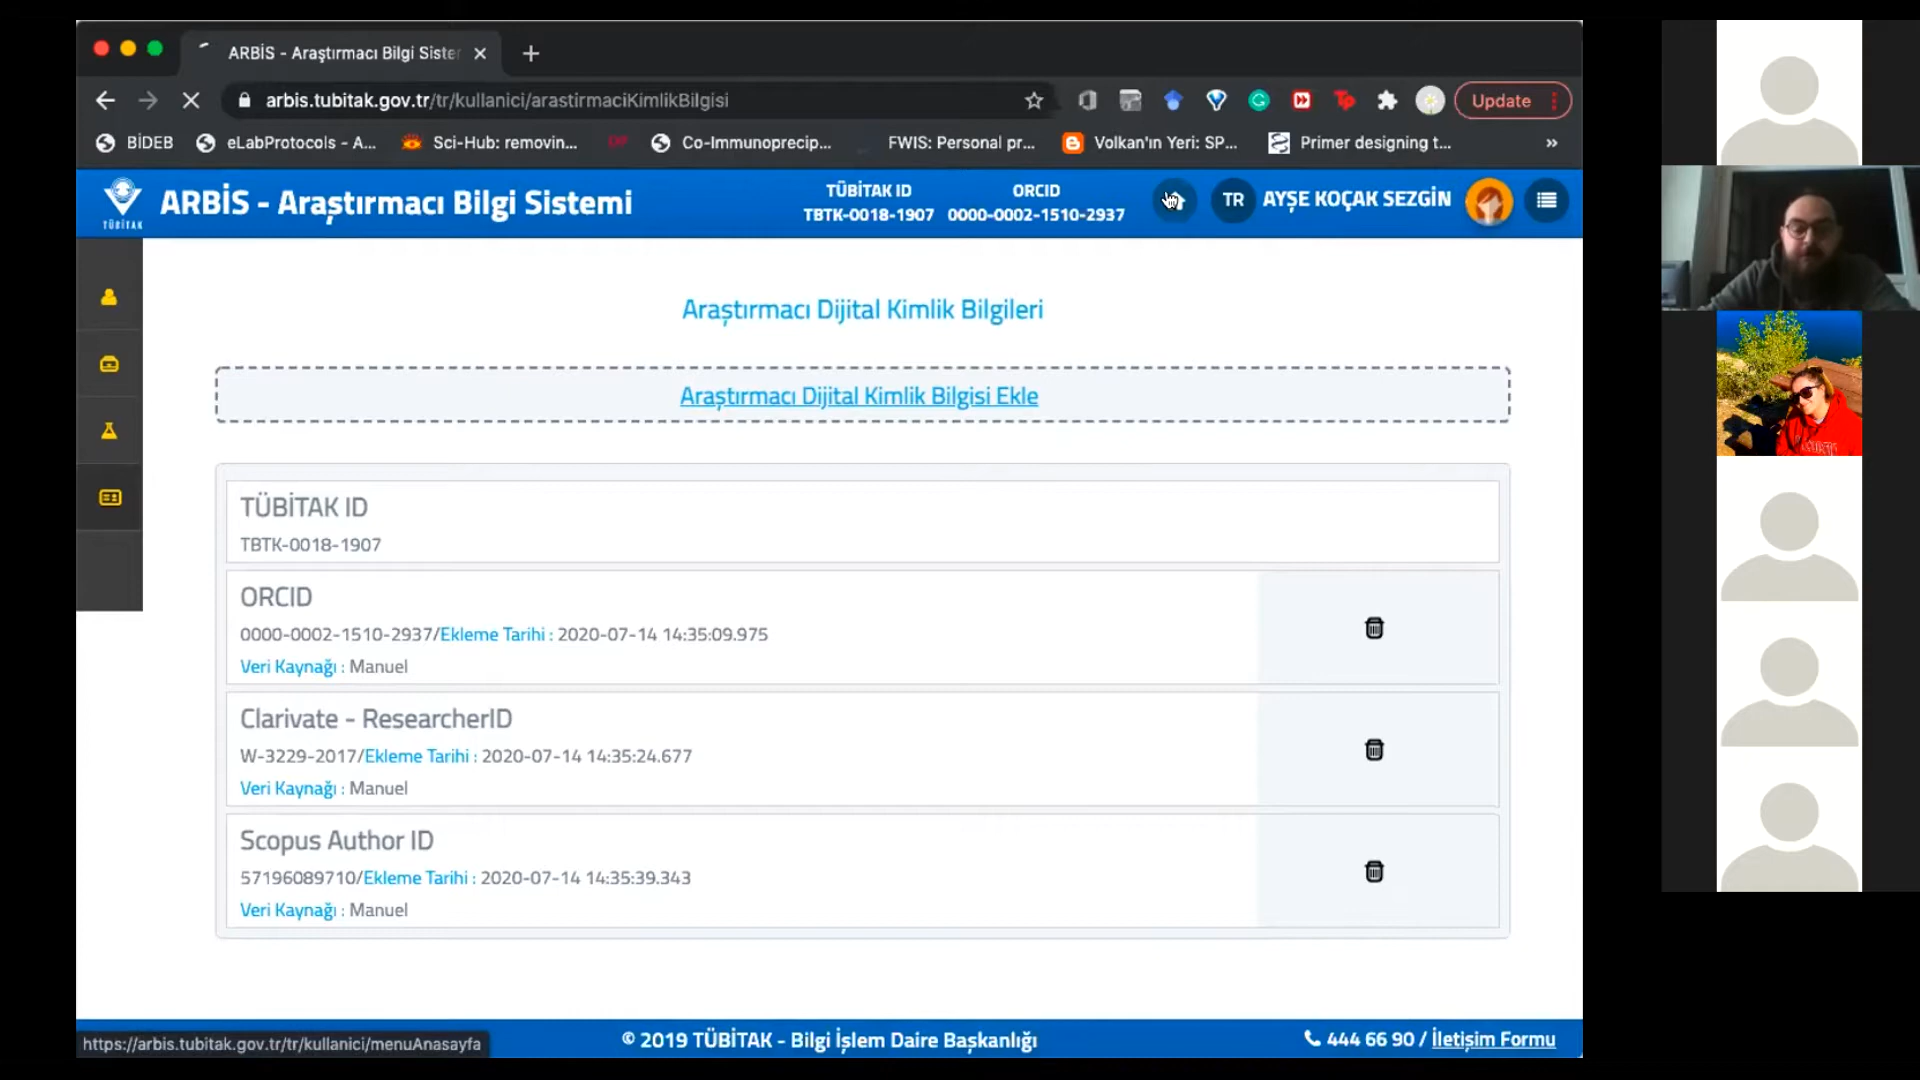 ARBİS - Araştırmacı Bilgi Sister
arbis.tubitak.gov.tr/tr/kullanici/arastirmaciKimlikBilgisi
Update
BİDEB
eLabProtocols - A...
Sci-Hub: removin...
Co-Immunoprecip...
FWIS: Personal pr...
Volkan'ın Yeri: SP...
Primer designing t...
»
TÜBİTAK
ARBİS - Araştırmacı Bilgi Sistemi
TÜBİTAK ID
TBTK-0018-1907
ORCID
0000-0002-1510-2937
TR
AYŞE KOÇAK SEZGİN
Araştırmacı Dijital Kimlik Bilgileri
Araştırmacı Dijital Kimlik Bilgisi Ekle
TÜBİTAK ID
TBTK-0018-1907
ORCID
0000-0002-1510-2937/Ekleme Tarihi : 2020-07-14 14:35:09.975
Veri Kaynağı : Manuel
Clarivate - ResearcherID
W-3229-2017/Ekleme Tarihi : 2020-07-14 14:35:24.677
Veri Kaynağı : Manuel
Scopus Author ID
57196089710/Ekleme Tarihi : 2020-07-14 14:35:39.343
Veri Kaynağı : Manuel
https://arbis.tubitak.gov.tr/tr/kullanici/menuAnasayfa
© 2019 TÜBİTAK - Bilgi İşlem Daire Başkanlığı
444 66 90 / İletişim Formu